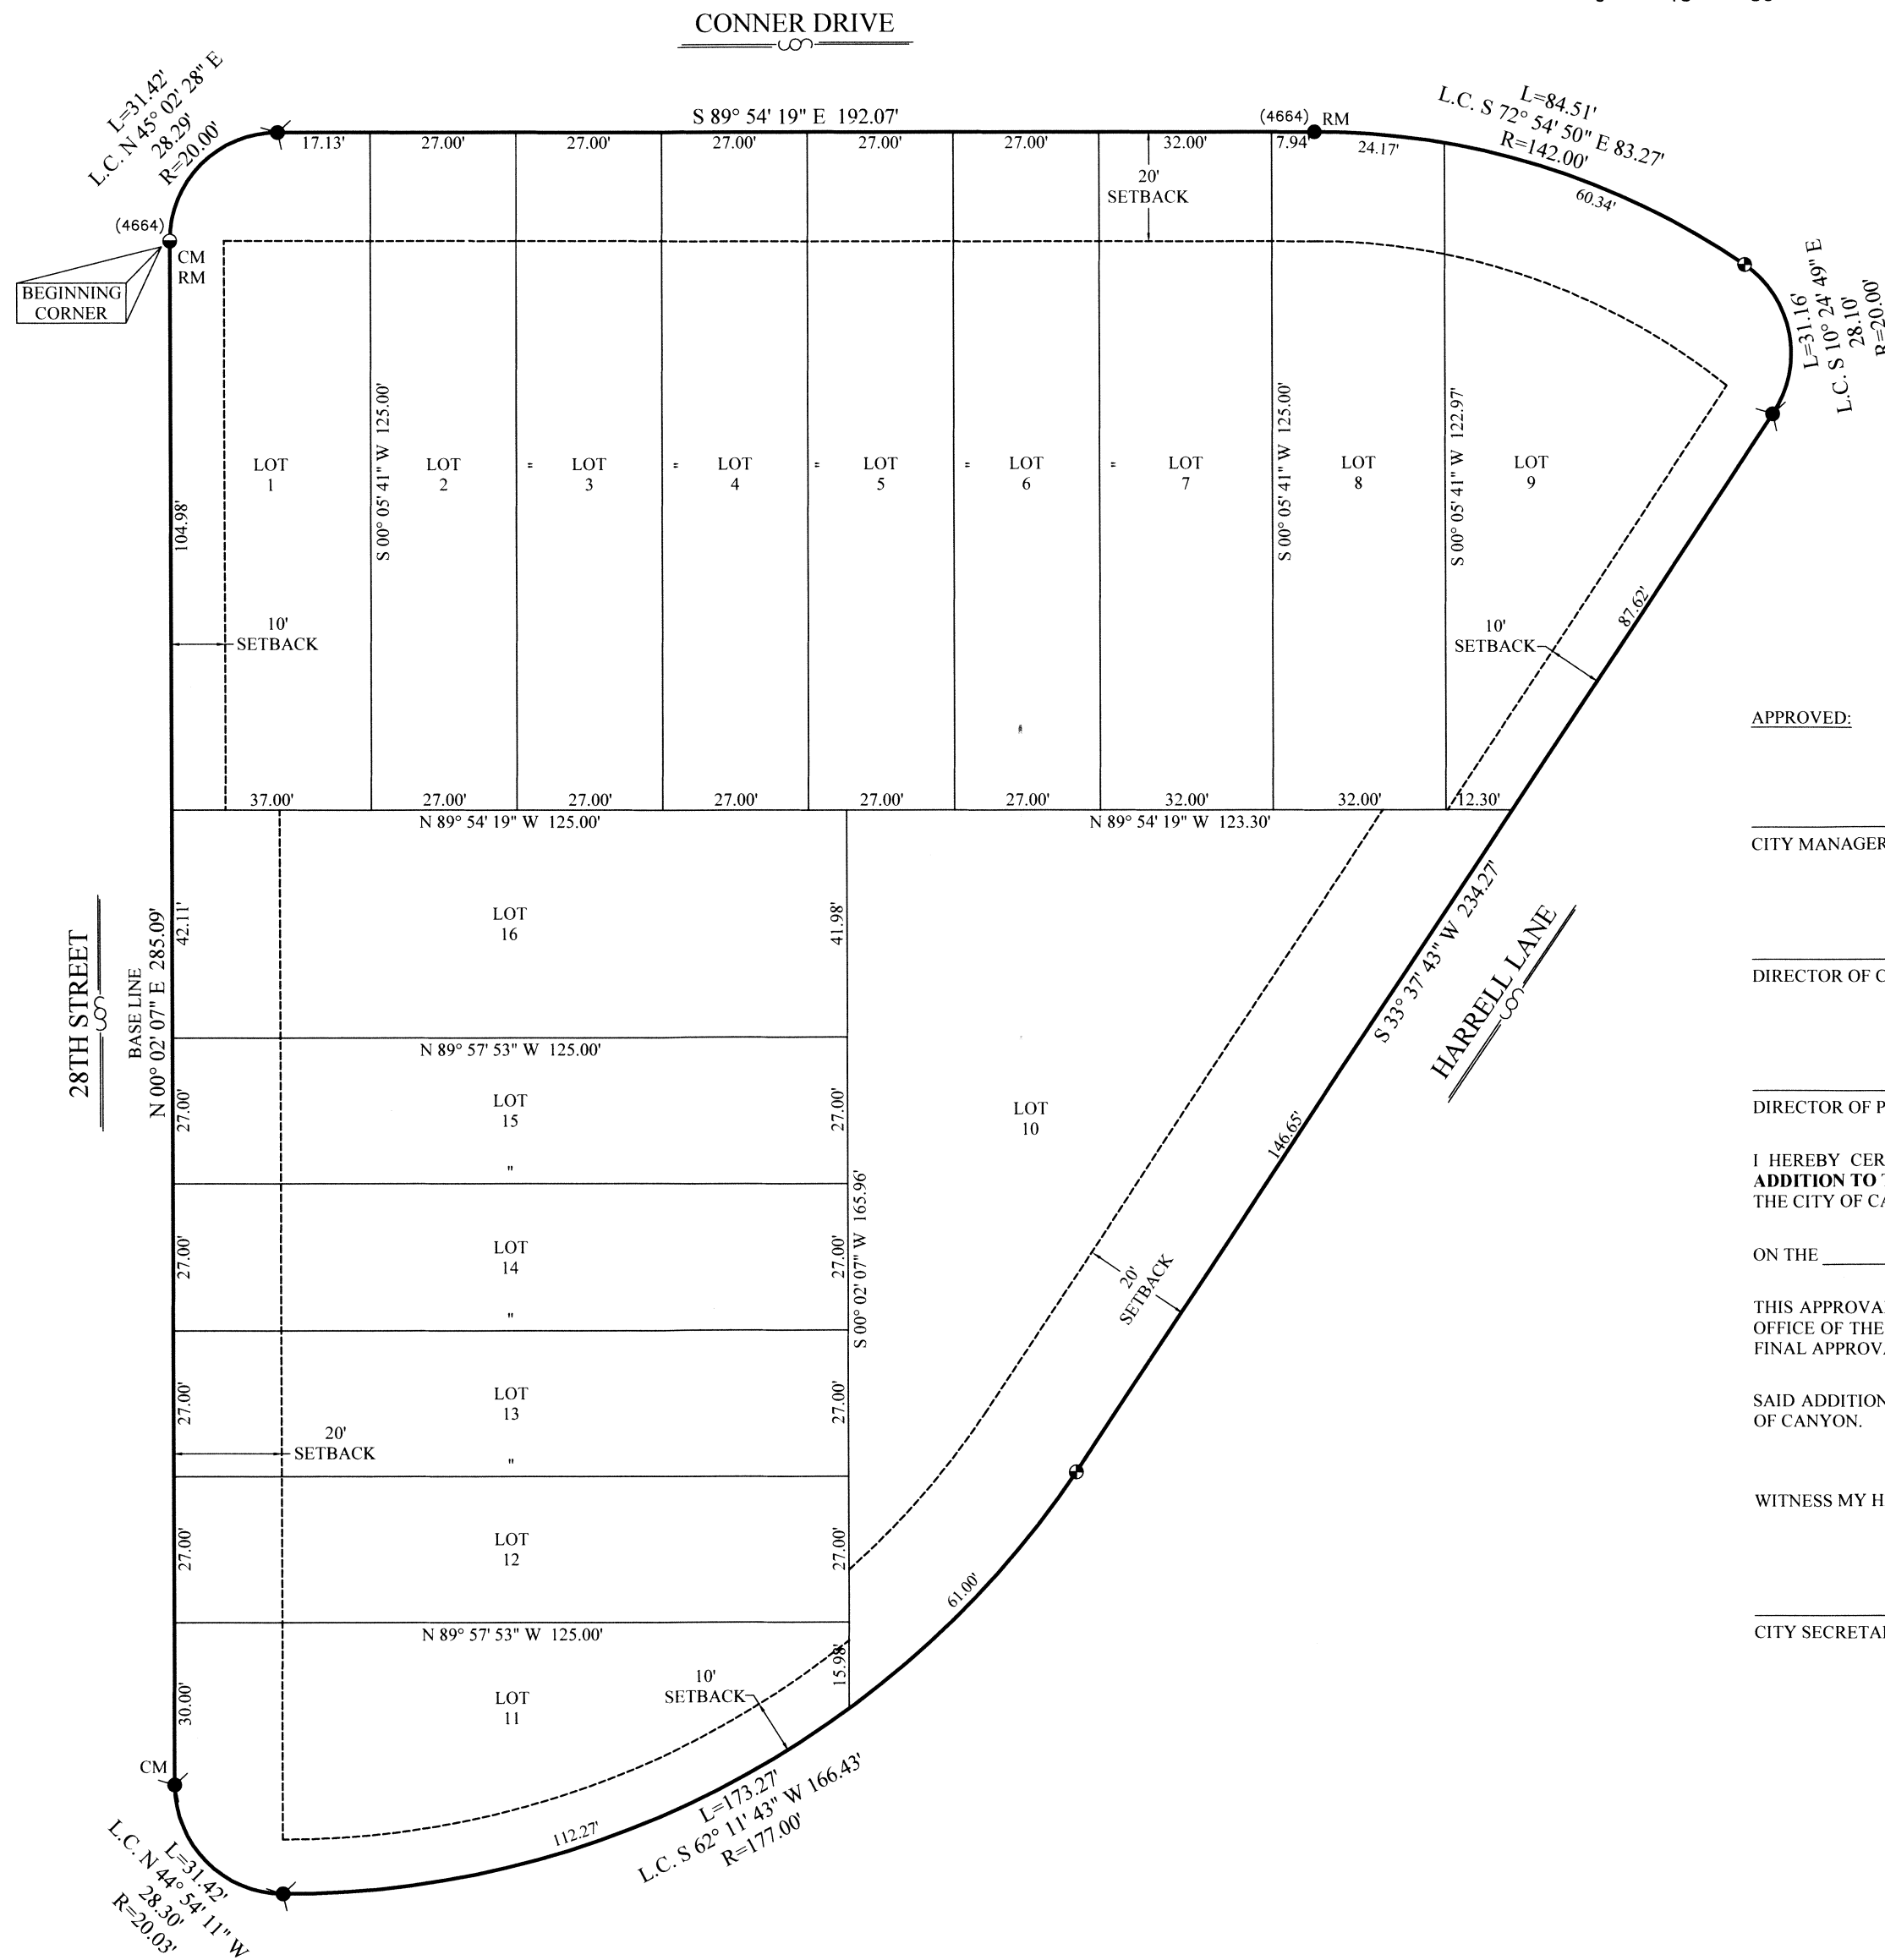 CONNER DRIVE
L=31.42'
L.C. N 45° 02' 28" E
28.29'
R=20.00'
S 89° 54' 19" E 192.07'
(4664) RM
L=84.51'
L.C. S 72° 54' 50" E 83.27'
R=142.00'
17.13'
27.00'
27.00'
27.00'
27.00'
27.00'
32.00'
7.94'
24.17'
60.34'
20'
SETBACK
(4664)
CM
RM
BEGINNING
CORNER
L=31.16'
L.C. S 10° 24' 49" E
28.10'
R=20.00'
104.98'
LOT
1
S 00° 05' 41" W 125.00'
LOT
2
"
LOT
3
"
LOT
4
"
LOT
5
"
LOT
6
"
LOT
7
S 00° 05' 41" W 125.00'
LOT
8
S 00° 05' 41" W 122.97'
LOT
9
10'
SETBACK
10'
SETBACK
87.62'
37.00'
27.00'
27.00'
27.00'
27.00'
27.00'
32.00'
32.00'
12.30'
N 89° 54' 19" W 125.00'
N 89° 54' 19" W 123.30'
28TH STREET
BASE LINE
N 00° 02' 07" E 285.09'
42.11'
LOT
16
41.98'
N 89° 57' 53" W 125.00'
27.00'
LOT
15
"
27.00'
27.00'
LOT
14
"
27.00'
S 00° 02' 07" W 165.96'
27.00'
LOT
13
"
27.00'
20'
SETBACK
27.00'
LOT
12
27.00'
N 89° 57' 53" W 125.00'
30.00'
LOT
11
15.98'
10'
SETBACK
LOT
10
S 33° 37' 43" W 234.27'
HARRELL LANE
146.65'
20'
SETBACK
61.00'
CM
L=31.42'
L.C. N 44° 54' 11" W
28.30'
R=20.03'
112.27'
L=173.27'
L.C. S 62° 11' 43" W 166.43'
R=177.00'
APPROVED:
CITY MANAGER
DIRECTOR OF
DIRECTOR OF
I HEREBY
ADDITION TO
THE CITY OF
ON THE
THIS
OFFICE OF THE
FINAL
SAID ADDITION
OF CANYON.
WITNESS MY
CITY